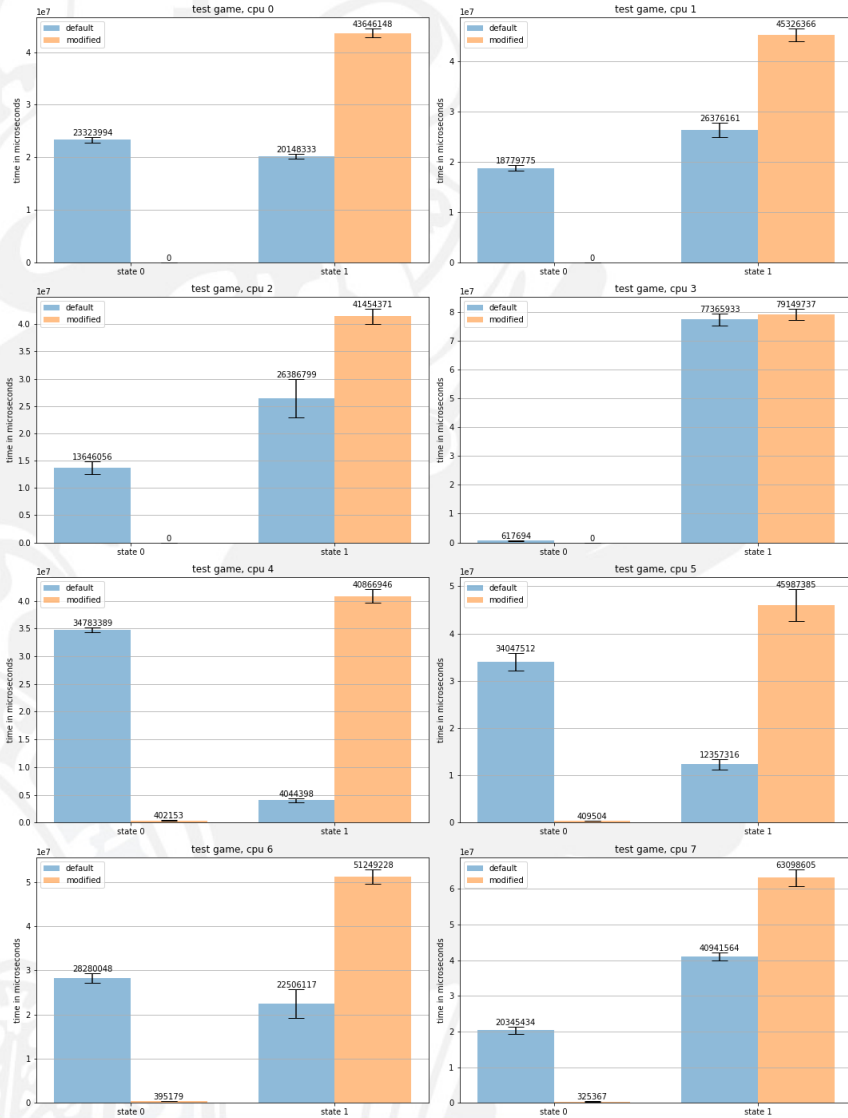 test game, cpu 0
1e7
default
modified
time in microseconds
4
3
2
1
0
23323994
0
20148333
43646148
state 0
state 1
test game, cpu 1
1e7
default
modified
time in microseconds
4
3
2
1
0
18779775
0
26376161
45326366
state 0
state 1
test game, cpu 2
1e7
default
modified
time in microseconds
4.0
3.5
3.0
2.5
2.0
1.5
1.0
0.5
0.0
13646056
0
26386799
41454371
state 0
state 1
test game, cpu 3
1e7
default
modified
time in microseconds
8
7
6
5
4
3
2
1
0
617694
0
77365933
79149737
state 0
state 1
test game, cpu 4
1e7
default
modified
time in microseconds
4.0
3.5
3.0
2.5
2.0
1.5
1.0
0.5
0.0
34783389
402153
4044398
40866946
state 0
state 1
test game, cpu 5
1e7
default
modified
time in microseconds
5
4
3
2
1
0
34047512
409504
12357316
45987385
state 0
state 1
test game, cpu 6
1e7
default
modified
time in microseconds
5
4
3
2
1
0
28280048
395179
22506117
51249228
state 0
state 1
test game, cpu 7
1e7
default
modified
time in microseconds
6
5
4
3
2
1
0
20345434
325367
40941564
63098605
state 0
state 1